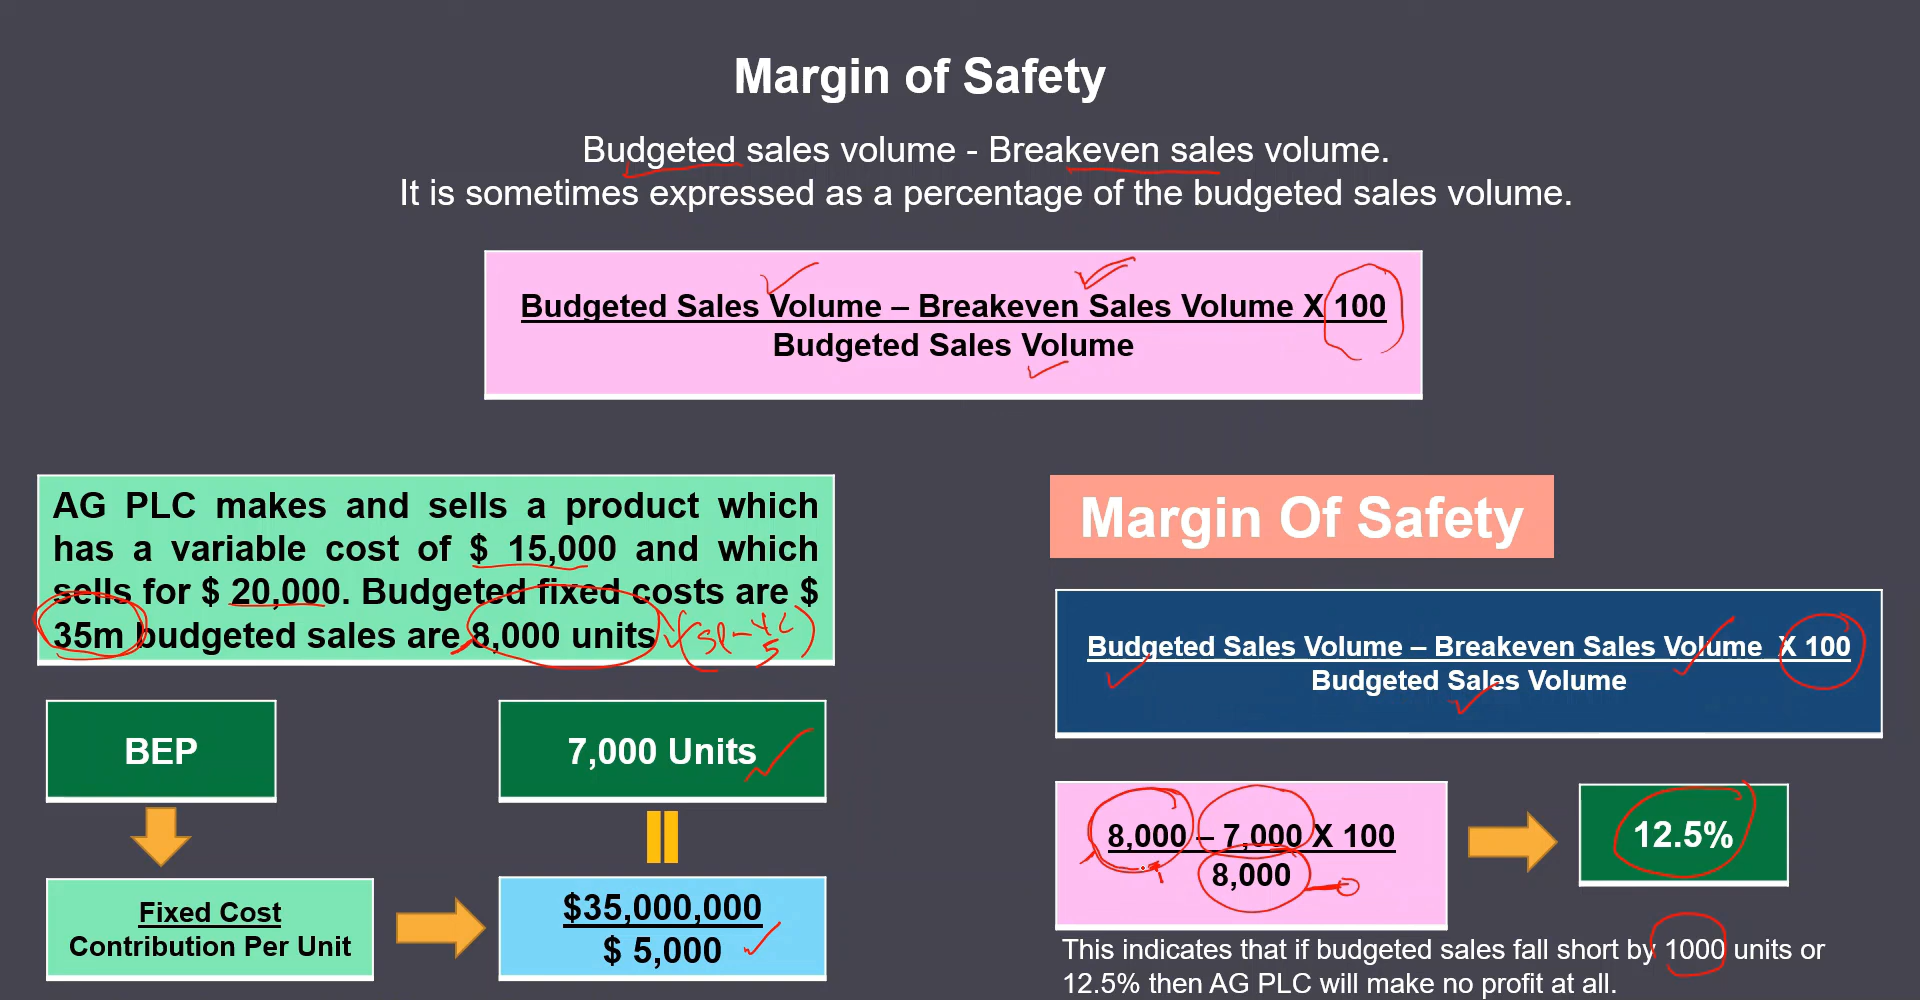 Margin of Safety
Budgeted sales volume - Breakeven sales volume.
It is sometimes expressed as a percentage of the budgeted sales volume.
Budgeted Sales Volume – Breakeven Sales Volume X 100
Budgeted Sales Volume
AG PLC makes and sells a product which
has a variable cost of $ 15,000 and which
sells for $ 20,000. Budgeted fixed costs are $
35m budgeted sales are 8,000 units
BEP
7,000 Units
Fixed Cost
Contribution Per Unit
$35,000,000
$ 5,000
Margin Of Safety
Budgeted Sales Volume – Breakeven Sales Volume X 100
Budgeted Sales Volume
8,000 – 7,000 X 100
8,000
12.5%
This indicates that if budgeted sales fall short by 1000 units or
12.5% then AG PLC will make no profit at all.